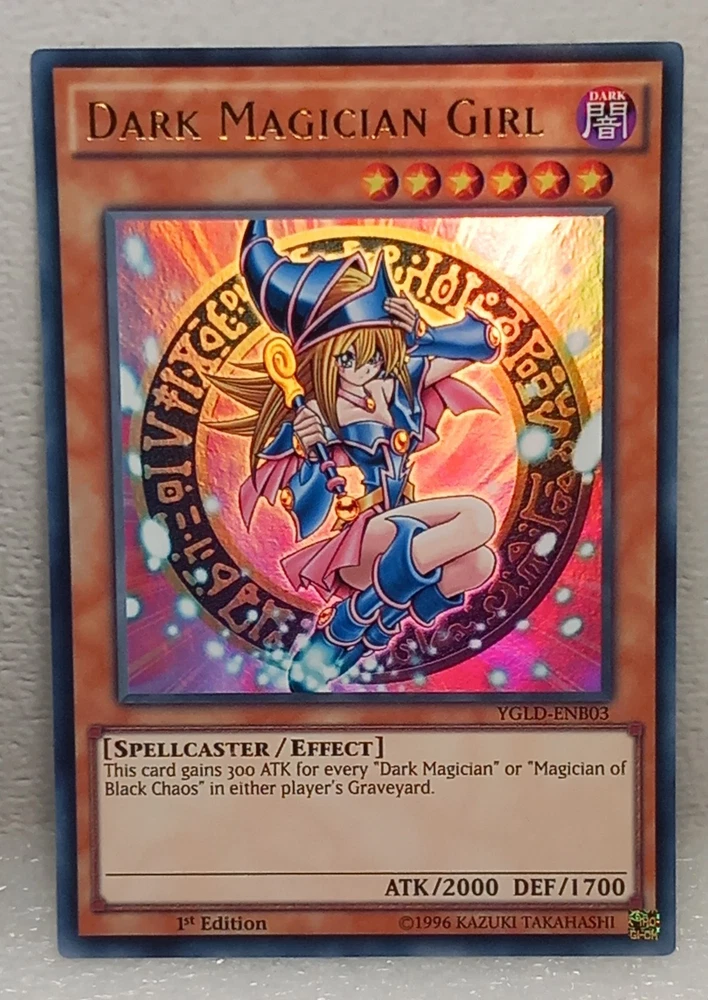 DARK MAGICIAN GIRL
DARK
闇
YGLD-ENB03
[SPELLCASTER / EFFECT]
This card gains 300 ATK for every "Dark Magician" or "Magician of
Black Chaos" in either player's Graveyard.
ATK/2000 DEF/1700
1st Edition
©1996 KAZUKI TAKAHASHI